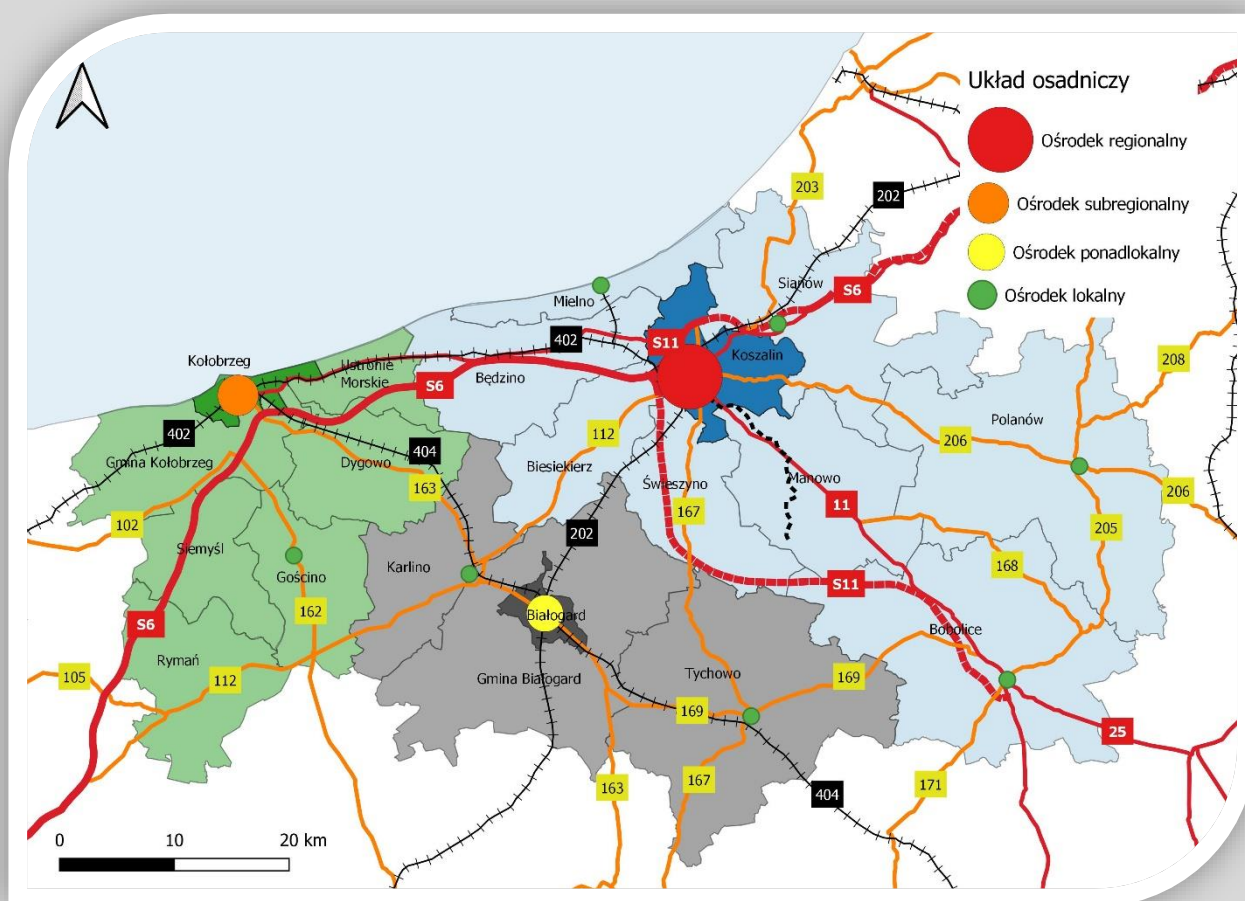 Układ osadniczy
Ośrodek regionalny
Ośrodek subregionalny
Ośrodek ponadlokalny
Ośrodek lokalny
203
202
S6
Sianów
Mielno
402
S11
Koszalin
Kołobrzeg
Ustronie
Morskie
S6
Będzino
208
Polanów
206
402
Gmina Kołobrzeg
404
Dygowo
163
112
Biesiekierz
Świeszyno
167
Manowo
11
206
205
102
202
Siemyśl
Gościno
Karlino
168
S11
162
S6
Białogard
Bobolice
Rymań
105
112
Gmina Białogard
Tychowo
169
169
25
163
167
404
171
0
10
20 km